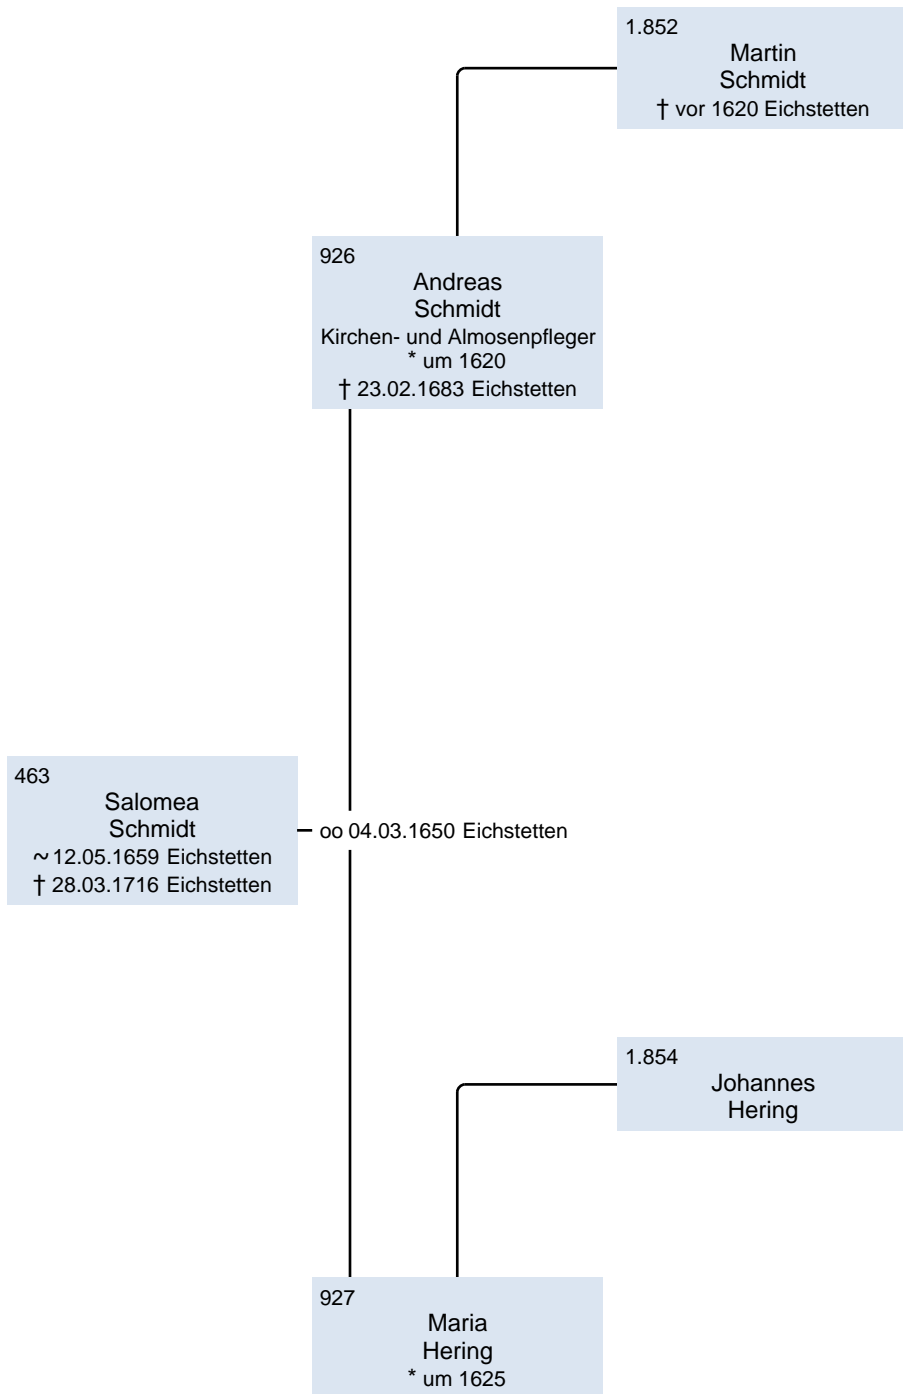 1.852
Martin
Schmidt
† vor 1620 Eichstetten
926
Andreas
Schmidt
Kirchen- und Almosenpfleger
* um 1620
† 23.02.1683 Eichstetten
463
Salomea
Schmidt
~ 12.05.1659 Eichstetten
† 28.03.1716 Eichstetten
oo 04.03.1650 Eichstetten
1.854
Johannes
Hering
927
Maria
Hering
* um 1625